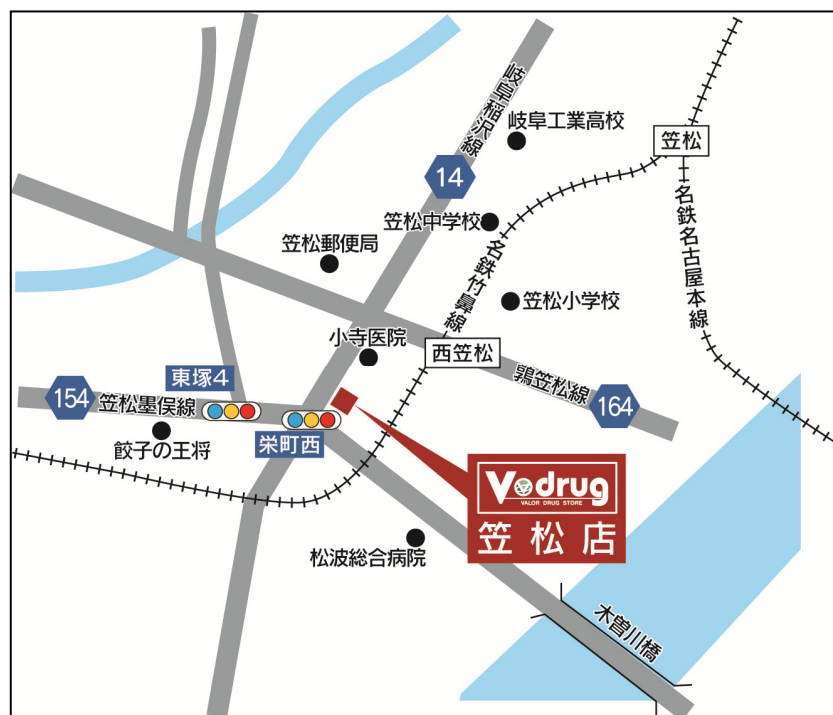 岐阜稲沢線
岐阜工業高校
笠松
14
笠松中学校
名鉄名古屋本線
笠松郵便局
名鉄竹鼻線
笠松小学校
小寺医院
西笠松
東塚4
154
笠松墨俣線
鶉笠松線
164
栄町西
餃子の王将
V drug
VALOR DRUG STORE
笠松店
松波総合病院
木曽川橋